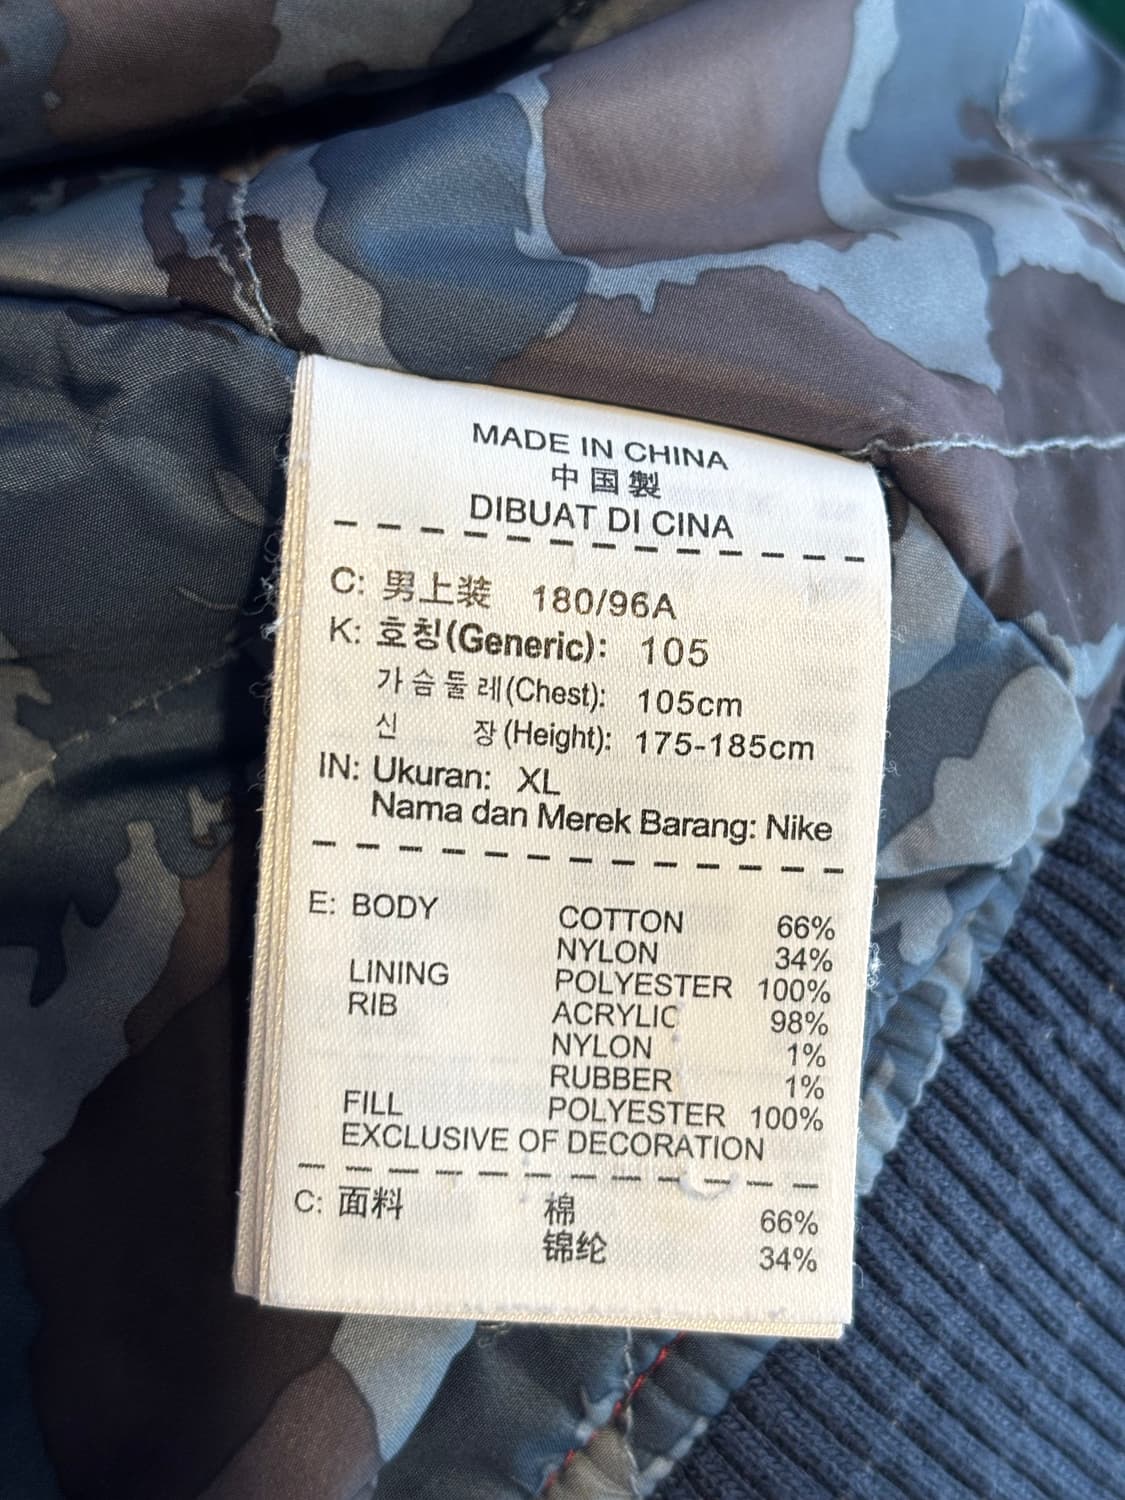 MADE IN CHINA
中国製
DIBUAT DI CINA
C: 男上装 180/96A
K: 호칭(Generic): 105
가슴둘레(Chest): 105cm
신 장(Height): 175-185cm
IN: Ukuran: XL
Nama dan Merek Barang: Nike
E: BODY COTTON 66%
NYLON 34%
LINING POLYESTER 100%
RIB ACRYLIC 98%
NYLON 1%
RUBBER 1%
FILL POLYESTER 100%
EXCLUSIVE OF DECORATION
C: 面料 棉 66%
锦纶 34%